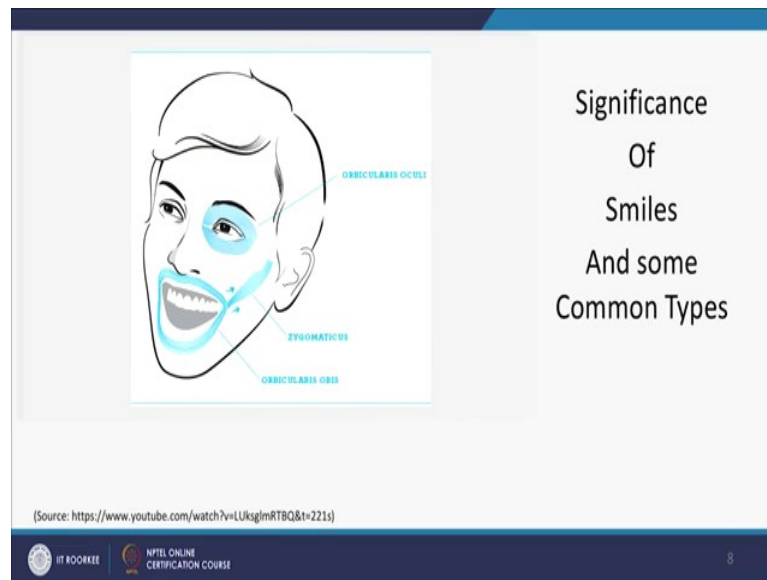 ORBICULARIS OCULI
ZYGOMATICUS
ORBICULARIS ORIS
Significance
Of
Smiles
And some
Common Types
(Source: https://www.youtube.com/watch?v=LUksglmRTBQ&t=221s)
IIT ROORKEE
NPTEL ONLINE
CERTIFICATION COURSE
8